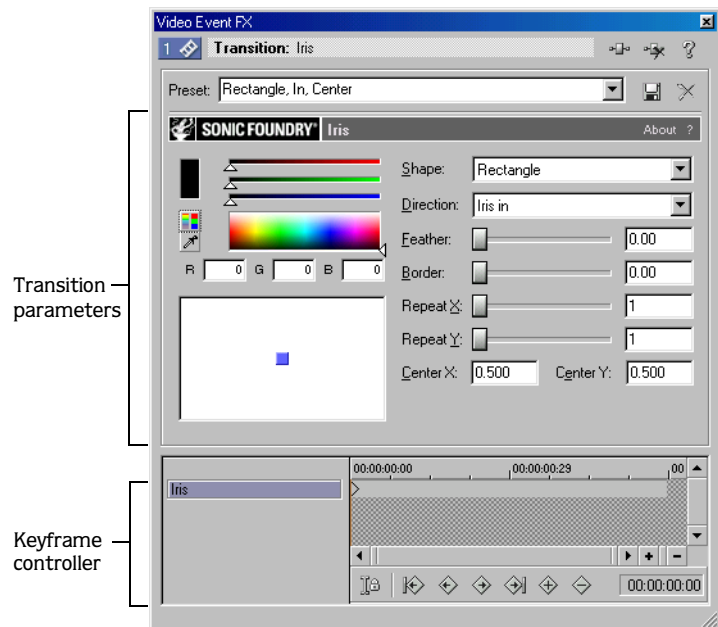 Video Event FX
1 Transition: Iris
Preset: Rectangle, In, Center
SONIC FOUNDRY® Iris About ?
Shape: Rectangle
Direction: Iris in
Feather: 0.00
Border: 0.00
R 0 G 0 B 0
Repeat X: 1
Repeat Y: 1
Center X: 0.500 Center Y: 0.500
Transition
parameters
00:00:00:00 00:00:00:29 00
Iris
Keyframe
controller
00:00:00:00